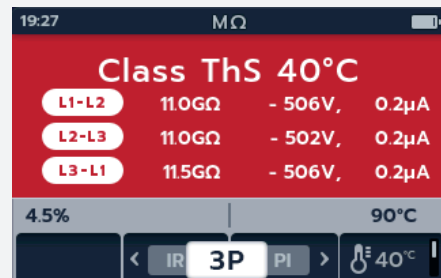 19:27 MΩ
Class ThS 40°C
L1-L2 11.0GΩ - 506V, 0.2µA
L2-L3 11.0GΩ - 502V, 0.2µA
L3-L1 11.5GΩ - 506V, 0.2µA
4.5% 90°C
< IR 3P PI > 40°C